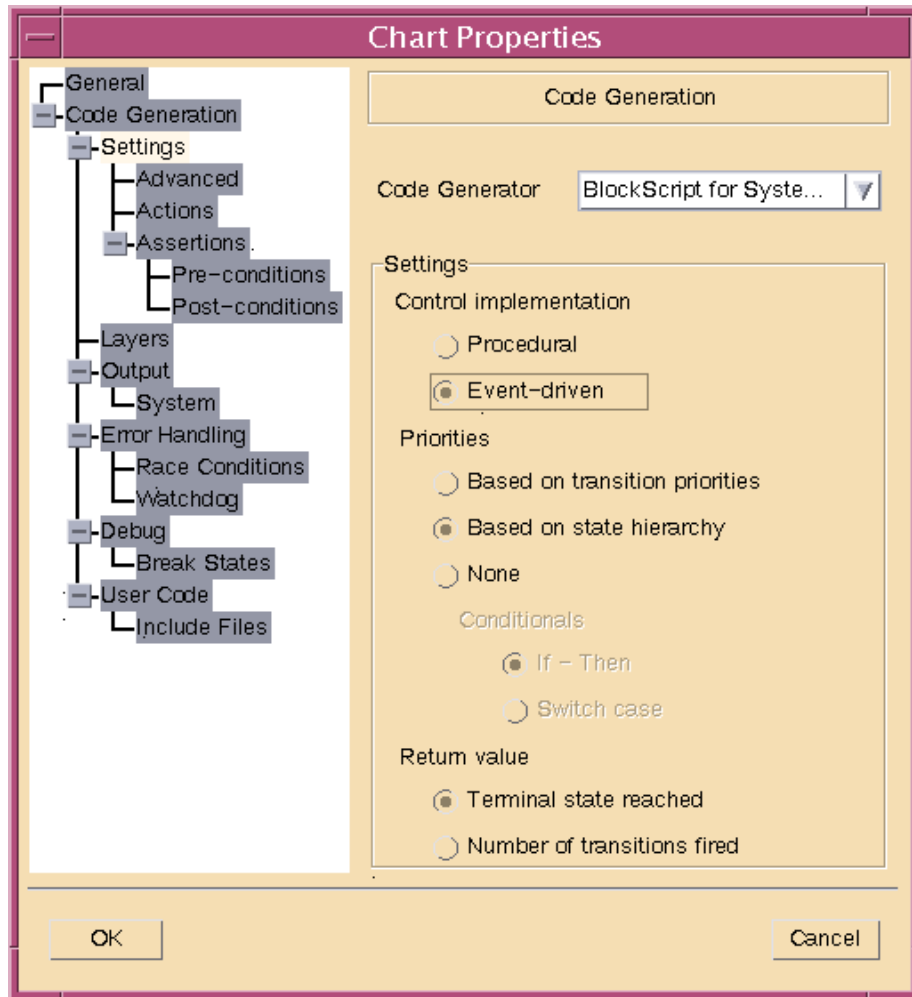 Chart Properties
General
Code Generation
Settings
Advanced
Actions
Assertions
Pre-conditions
Post-conditions
Layers
Output
System
Error Handling
Race Conditions
Watchdog
Debug
Break States
User Code
Include Files
Code Generation
Code Generator
BlockScript for Syste...
Settings
Control implementation
Procedural
Event-driven
Priorities
Based on transition priorities
Based on state hierarchy
None
Conditionals
If - Then
Switch case
Return value
Terminal state reached
Number of transitions fired
OK
Cancel